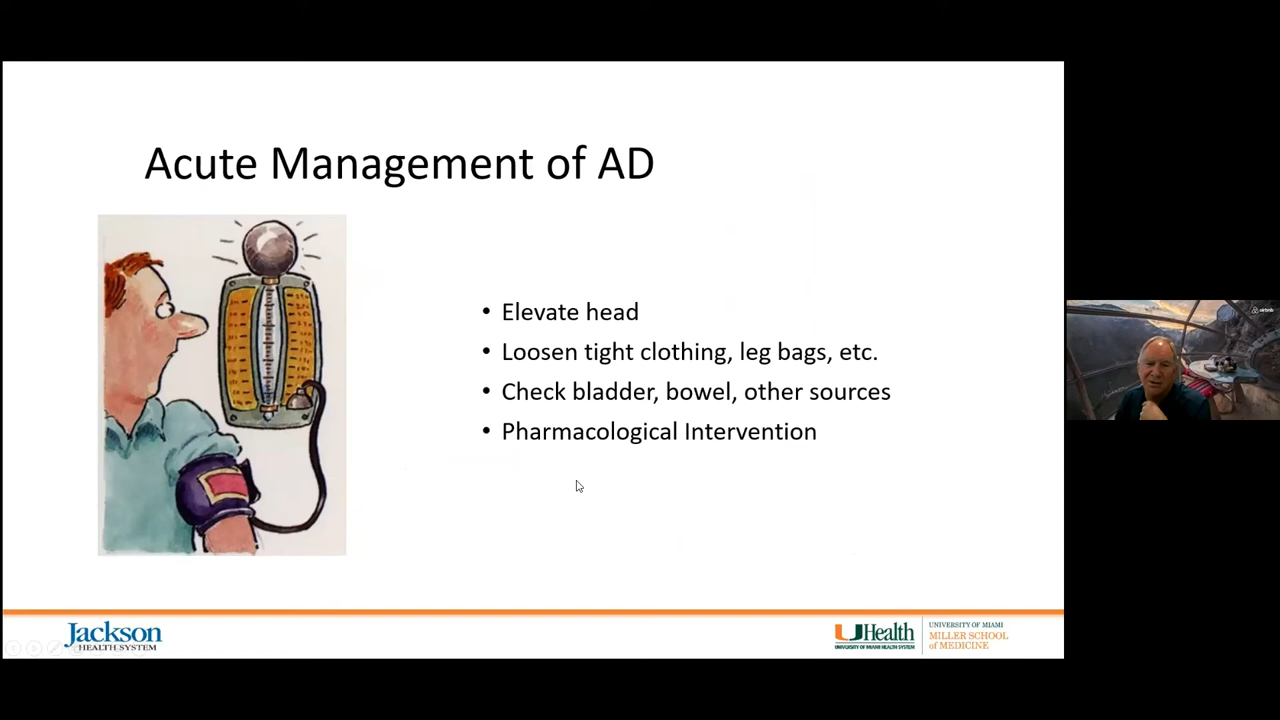 Acute Management of AD
• Elevate head
• Loosen tight clothing, leg bags, etc.
• Check bladder, bowel, other sources
• Pharmacological Intervention
airbnb
Jackson
HEALTH SYSTEM
UHealth
UNIVERSITY OF MIAMI HEALTH SYSTEM
UNIVERSITY OF MIAMI
MILLER SCHOOL
of MEDICINE